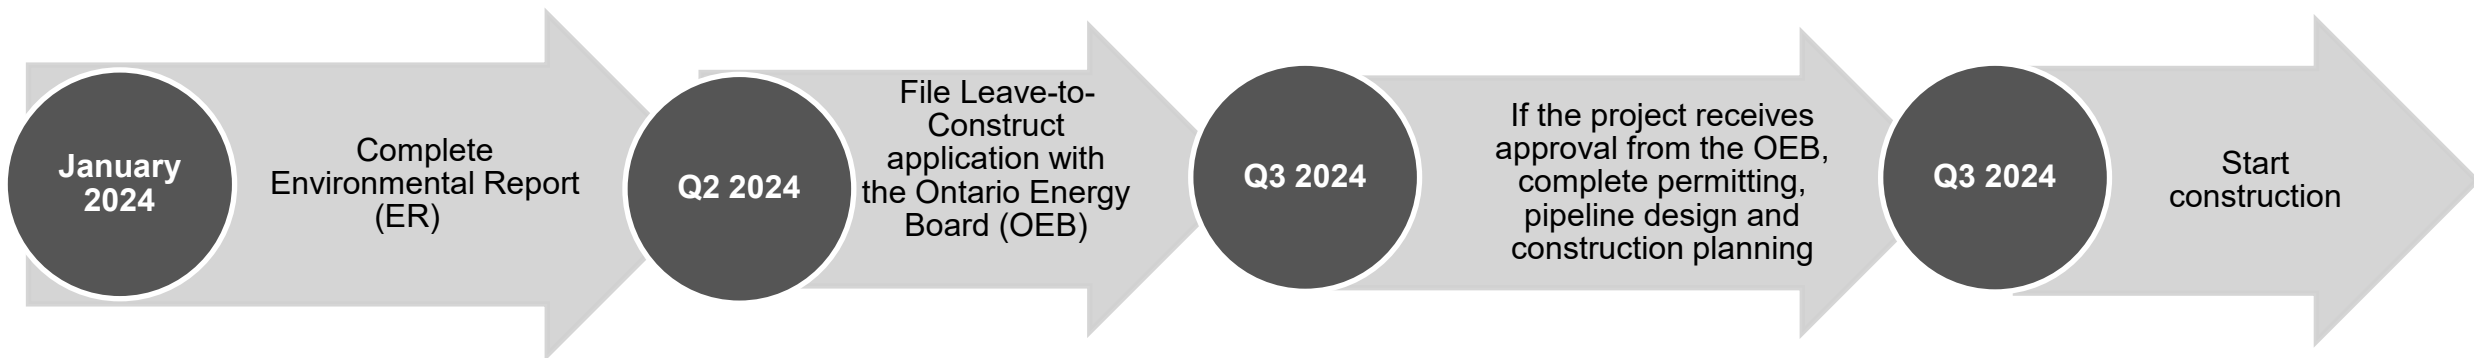 January
2024
Complete
Environmental Report
(ER)
Q2 2024
File Leave-to-
Construct
application with
the Ontario Energy
Board (OEB)
Q3 2024
If the project receives
approval from the OEB,
complete permitting,
pipeline design and
construction planning
Q3 2024
Start
construction